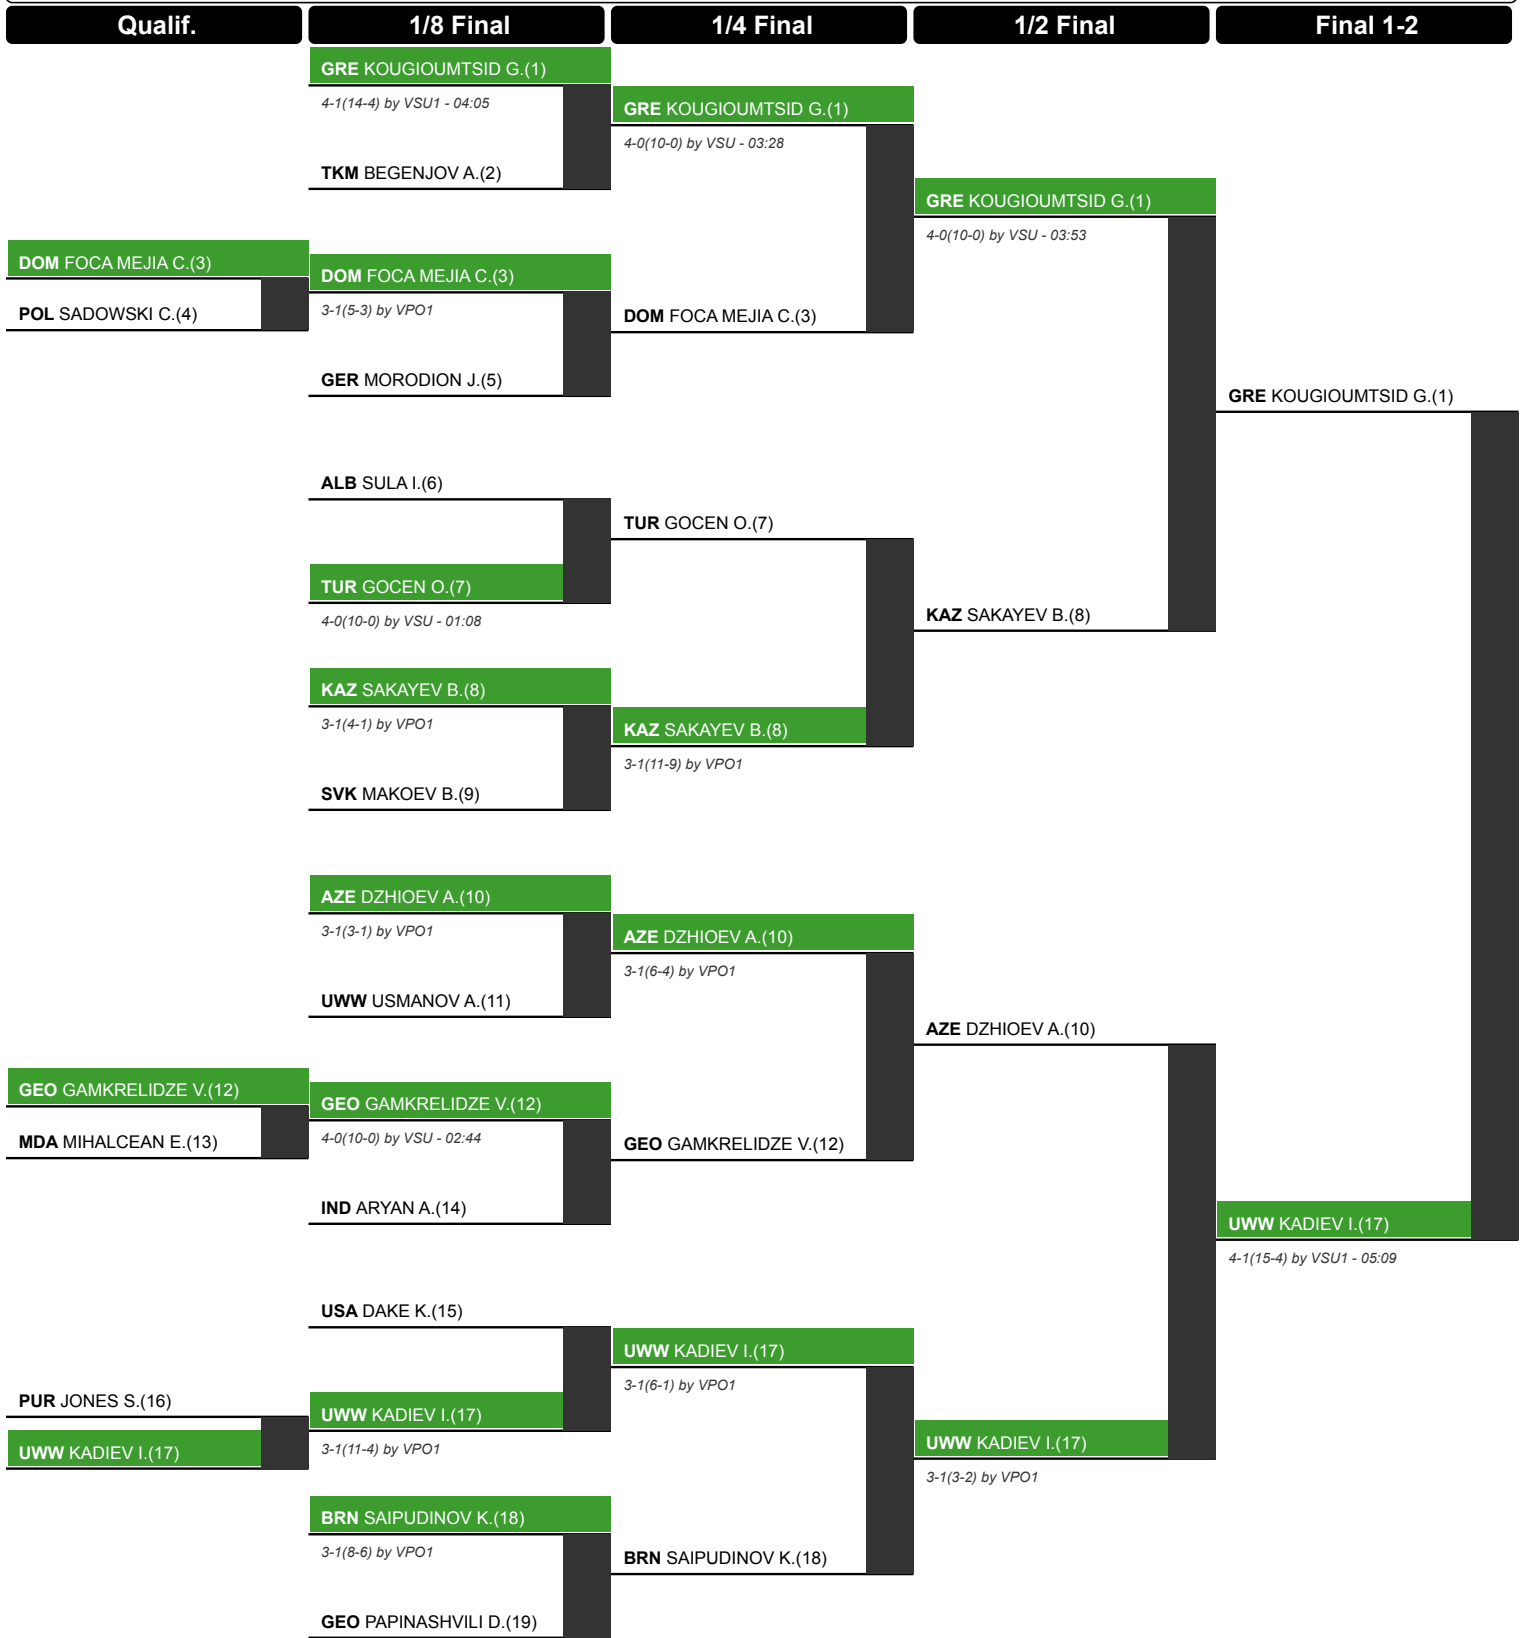 Qualif.
1/8 Final
1/4 Final
1/2 Final
Final 1-2
DOM FOCA MEJIA C.(3)
POL SADOWSKI C.(4)
GEO GAMKRELIDZE V.(12)
MDA MIHALCEAN E.(13)
PUR JONES S.(16)
UWW KADIEV I.(17)
GRE KOUGIOUMTSID G.(1)
4-1(14-4) by VSU1 - 04:05
TKM BEGENJOV A.(2)
DOM FOCA MEJIA C.(3)
3-1(5-3) by VPO1
GER MORODION J.(5)
ALB SULA I.(6)
TUR GOCEN O.(7)
4-0(10-0) by VSU - 01:08
KAZ SAKAYEV B.(8)
3-1(4-1) by VPO1
SVK MAKOEV B.(9)
AZE DZHIOEV A.(10)
3-1(3-1) by VPO1
UWW USMANOV A.(11)
GEO GAMKRELIDZE V.(12)
4-0(10-0) by VSU - 02:44
IND ARYAN A.(14)
USA DAKE K.(15)
UWW KADIEV I.(17)
3-1(11-4) by VPO1
BRN SAIPUDINOV K.(18)
3-1(8-6) by VPO1
GEO PAPINASHVILI D.(19)
GRE KOUGIOUMTSID G.(1)
4-0(10-0) by VSU - 03:28
DOM FOCA MEJIA C.(3)
TUR GOCEN O.(7)
KAZ SAKAYEV B.(8)
3-1(11-9) by VPO1
AZE DZHIOEV A.(10)
3-1(6-4) by VPO1
GEO GAMKRELIDZE V.(12)
UWW KADIEV I.(17)
3-1(6-1) by VPO1
BRN SAIPUDINOV K.(18)
GRE KOUGIOUMTSID G.(1)
4-0(10-0) by VSU - 03:53
KAZ SAKAYEV B.(8)
AZE DZHIOEV A.(10)
UWW KADIEV I.(17)
3-1(3-2) by VPO1
GRE KOUGIOUMTSID G.(1)
UWW KADIEV I.(17)
4-1(15-4) by VSU1 - 05:09